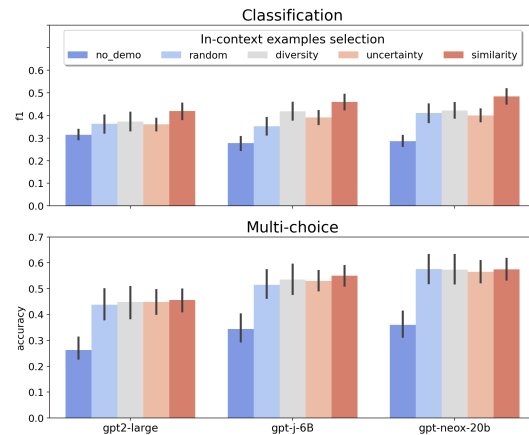 Classification
In-context examples selection
no_demo random diversity uncertainty similarity
0.6
0.5
0.4
0.3
0.2
0.1
0.0
f1
Multi-choice
0.7
0.6
0.5
0.4
0.3
0.2
0.1
0.0
accuracy
gpt2-large gpt-j-6B gpt-neox-20b